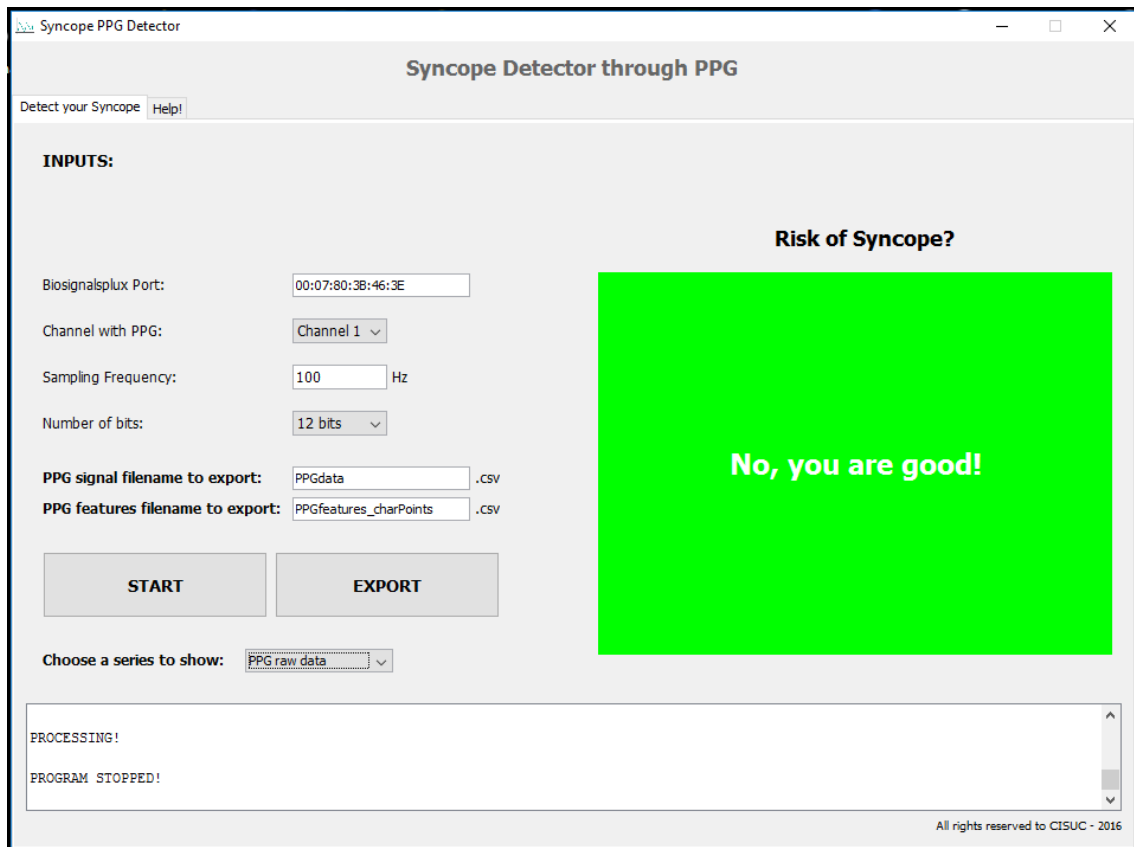 Syncope PPG Detector
Syncope Detector through PPG
Detect your Syncope Help!
INPUTS:
Risk of Syncope?
Biosignalsplux Port: 00:07:80:3B:46:3E
Channel with PPG: Channel 1
Sampling Frequency: 100 Hz
Number of bits: 12 bits
No, you are good!
PPG signal filename to export: PPGdata .csv
PPG features filename to export: PPGfeatures_charPoints .csv
START EXPORT
Choose a series to show: PPG raw data
PROCESSING!
PROGRAM STOPPED!
All rights reserved to CISUC - 2016